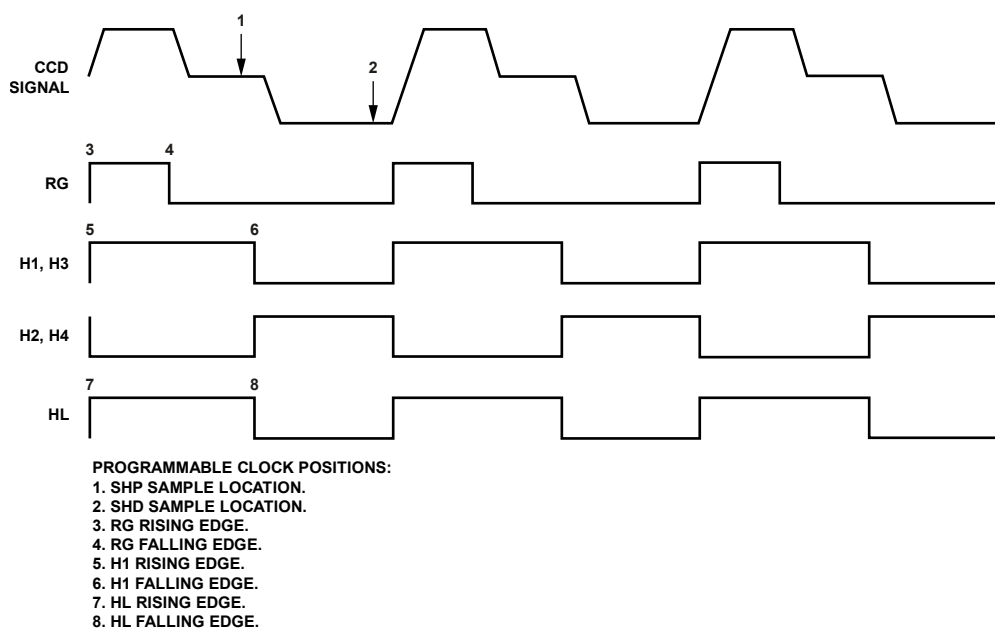 1
CCD
SIGNAL
2
3
4
RG
5
6
H1, H3
H2, H4
7
8
HL
PROGRAMMABLE CLOCK POSITIONS:
1. SHP SAMPLE LOCATION.
2. SHD SAMPLE LOCATION.
3. RG RISING EDGE.
4. RG FALLING EDGE.
5. H1 RISING EDGE.
6. H1 FALLING EDGE.
7. HL RISING EDGE.
8. HL FALLING EDGE.